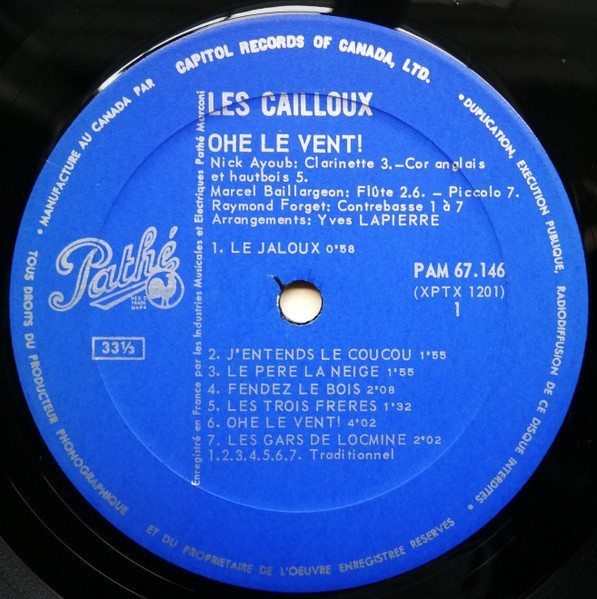 MANUFACTURE AU CANADA PAR CAPITOL RECORDS OF CANADA, LTD.
• DUPLICATION, EXECUTION PUBLIQUE, RADIODIFFUSION DE CE DISQUE INTERDITES •
TOUS DROITS DU PRODUCTEUR PHONOGRAPHIQUE ET DU PROPRIETAIRE DE L'OEUVRE ENREGISTREE RESERVES
Enregistré en France par les Industries Musicales et Electriques Pathé Marconi
LES CAILLOUX
OHE LE VENT!
Nick Ayoub: Clarinette 3.–Cor anglais
et hautbois 5.
Marcel Baillargeon: Flûte 2.6. – Piccolo 7.
Raymond Forget: Contrebasse 1 à 7
Arrangements: Yves LAPIERRE
1. LE JALOUX 0'58
Pathé
REG'D
TRADE
MARK
PAM 67.146
(XPTX 1201)
1
33⅓
2. J'ENTENDS LE COUCOU 1'55
3. LE PERE LA NEIGE 1'55
4. FENDEZ LE BOIS 2'08
5. LES TROIS FRERES 1'32
6. OHE LE VENT! 4'02
7. LES GARS DE LOCMINE 2'02
1.2.3.4.5.6.7. Traditionnel